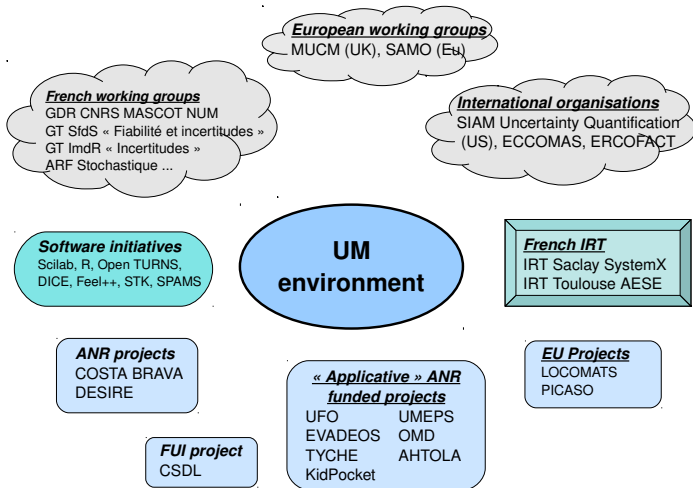 European working groups
MUCM (UK), SAMO (Eu)
French working groups
GDR CNRS MASCOT NUM
GT SfdS « Fiabilité et incertitudes »
GT ImdR « Incertitudes »
ARF Stochastique ...
International organisations
SIAM Uncertainty Quantification
(US), ECCOMAS, ERCOFACT
Software initiatives
Scilab, R, Open TURNS,
DICE, Feel++, STK, SPAMS
UM
environment
French IRT
IRT Saclay SystemX
IRT Toulouse AESE
ANR projects
COSTA BRAVA
DESIRE
« Applicative » ANR
funded projects
UFO UMEPS
EVADEOS OMD
TYCHE AHTOLA
KidPocket
EU Projects
LOCOMATS
PICASO
FUI project
CSDL